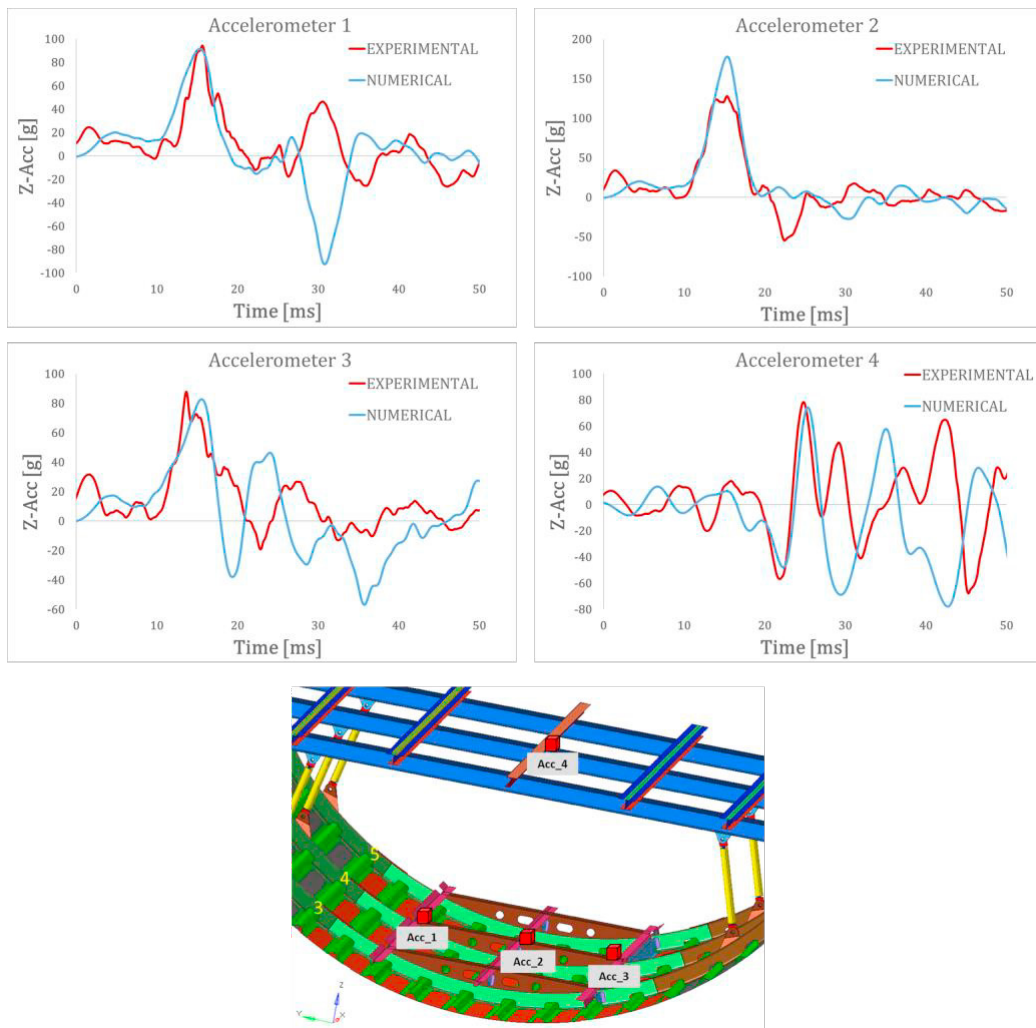 Accelerometer 1
EXPERIMENTAL
NUMERICAL
Z-Acc [g]
100
80
60
40
20
0
-20
-40
-60
-80
-100
0 10 20 30 40 50
Time [ms]
Accelerometer 2
EXPERIMENTAL
NUMERICAL
Z-Acc [g]
200
150
100
50
0
-50
-100
0 10 20 30 40 50
Time [ms]
Accelerometer 3
EXPERIMENTAL
NUMERICAL
Z-Acc [g]
100
80
60
40
20
0
-20
-40
-60
0 10 20 30 40 50
Time [ms]
Accelerometer 4
EXPERIMENTAL
NUMERICAL
Z-Acc [g]
100
80
60
40
20
0
-20
-40
-60
-80
0 10 20 30 40 50
Time [ms]
Acc_4
5
4
3
Acc_1
Acc_2
Acc_3
Z
Y
X